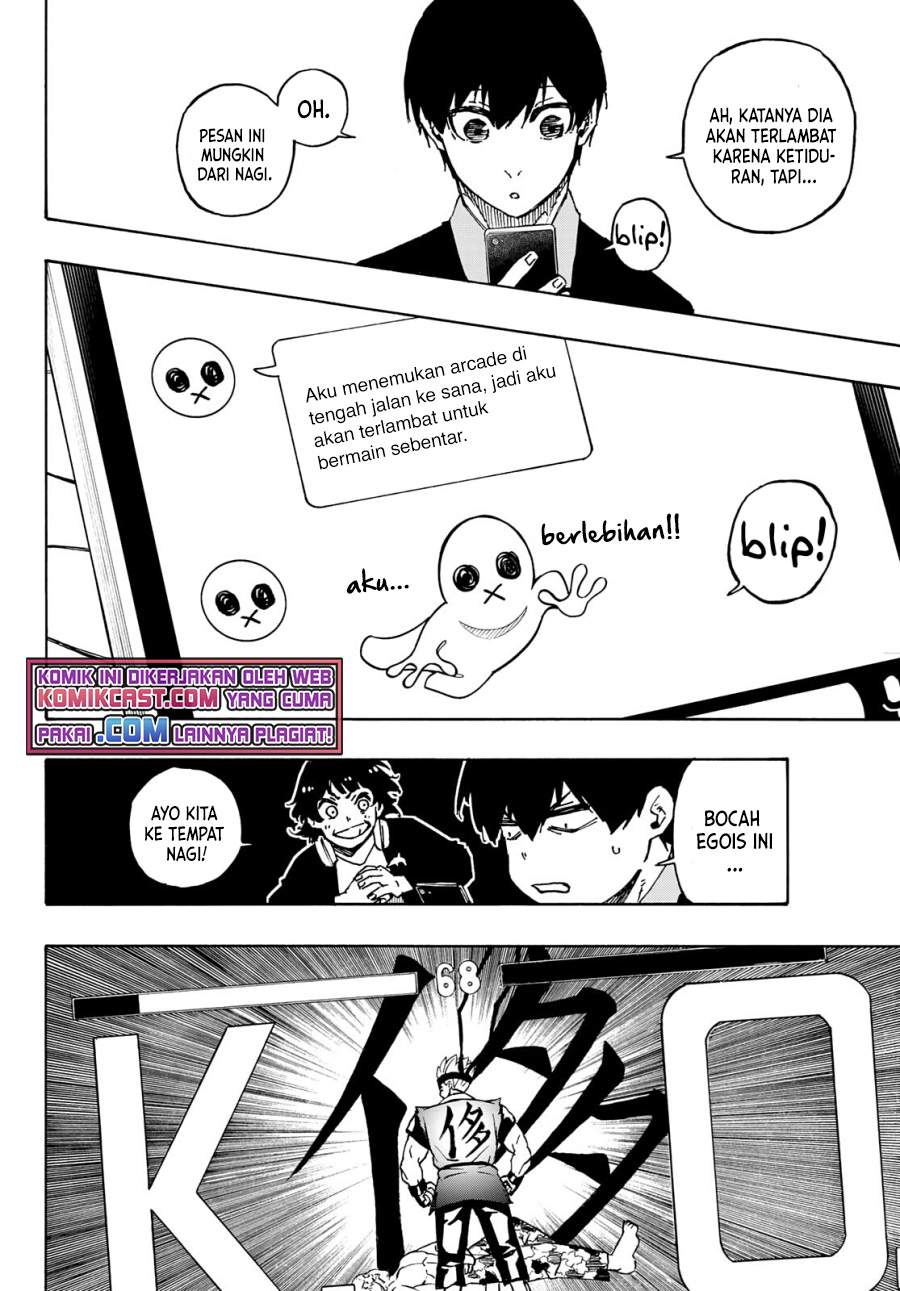 AH, KATANYA DIA
AKAN TERLAMBAT
KARENA KETIDU-
RAN, TAPI...
blip!
OH.
PESAN INI
MUNGKIN
DARI NAGI.
Aku menemukan arcade di
tengah jalan ke sana, jadi aku
akan terlambat untuk
bermain sebentar.
blip!
berlebihan!!
aku...
KOMIK INI DIKERJAKAN OLEH WEB
KOMIKCAST.COM YANG CUMA
PAKAI .COM LAINNYA PLAGIAT!
BOCAH
EGOIS INI
...
AYO KITA
KE TEMPAT
NAGI!
68
侈
侈
K.O.